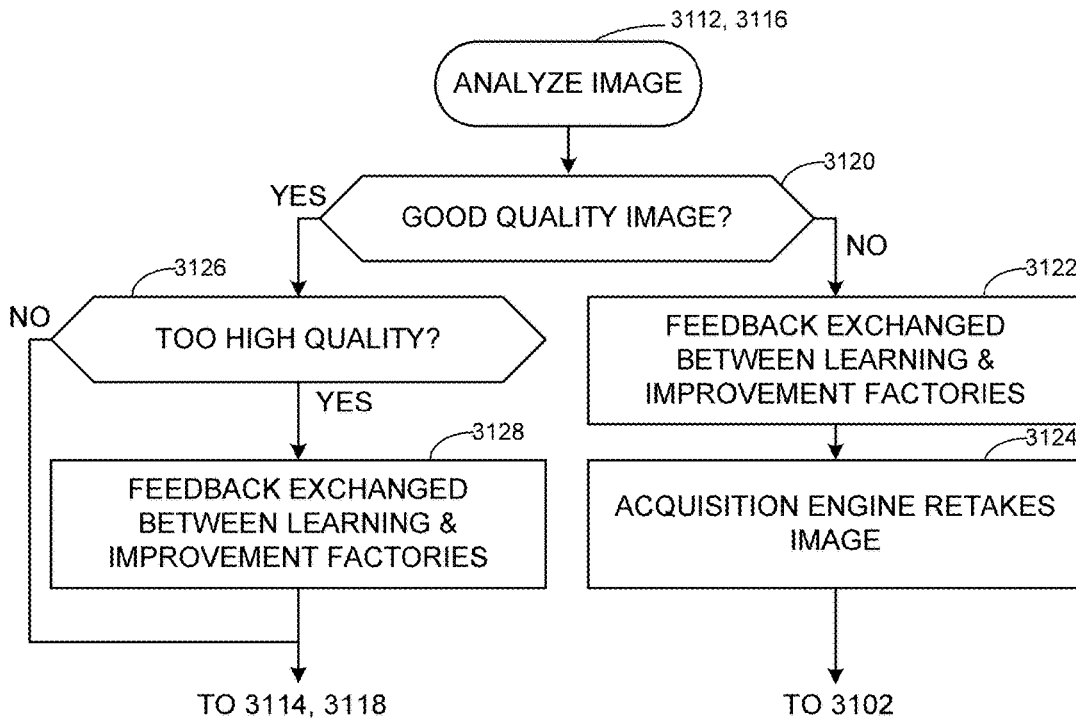 3112, 3116
ANALYZE IMAGE
3120
YES
GOOD QUALITY IMAGE?
NO
3126
3122
NO
TOO HIGH QUALITY?
FEEDBACK EXCHANGED
BETWEEN LEARNING &
IMPROVEMENT FACTORIES
YES
3128
3124
FEEDBACK EXCHANGED
BETWEEN LEARNING &
IMPROVEMENT FACTORIES
ACQUISITION ENGINE RETAKES
IMAGE
TO 3114, 3118
TO 3102